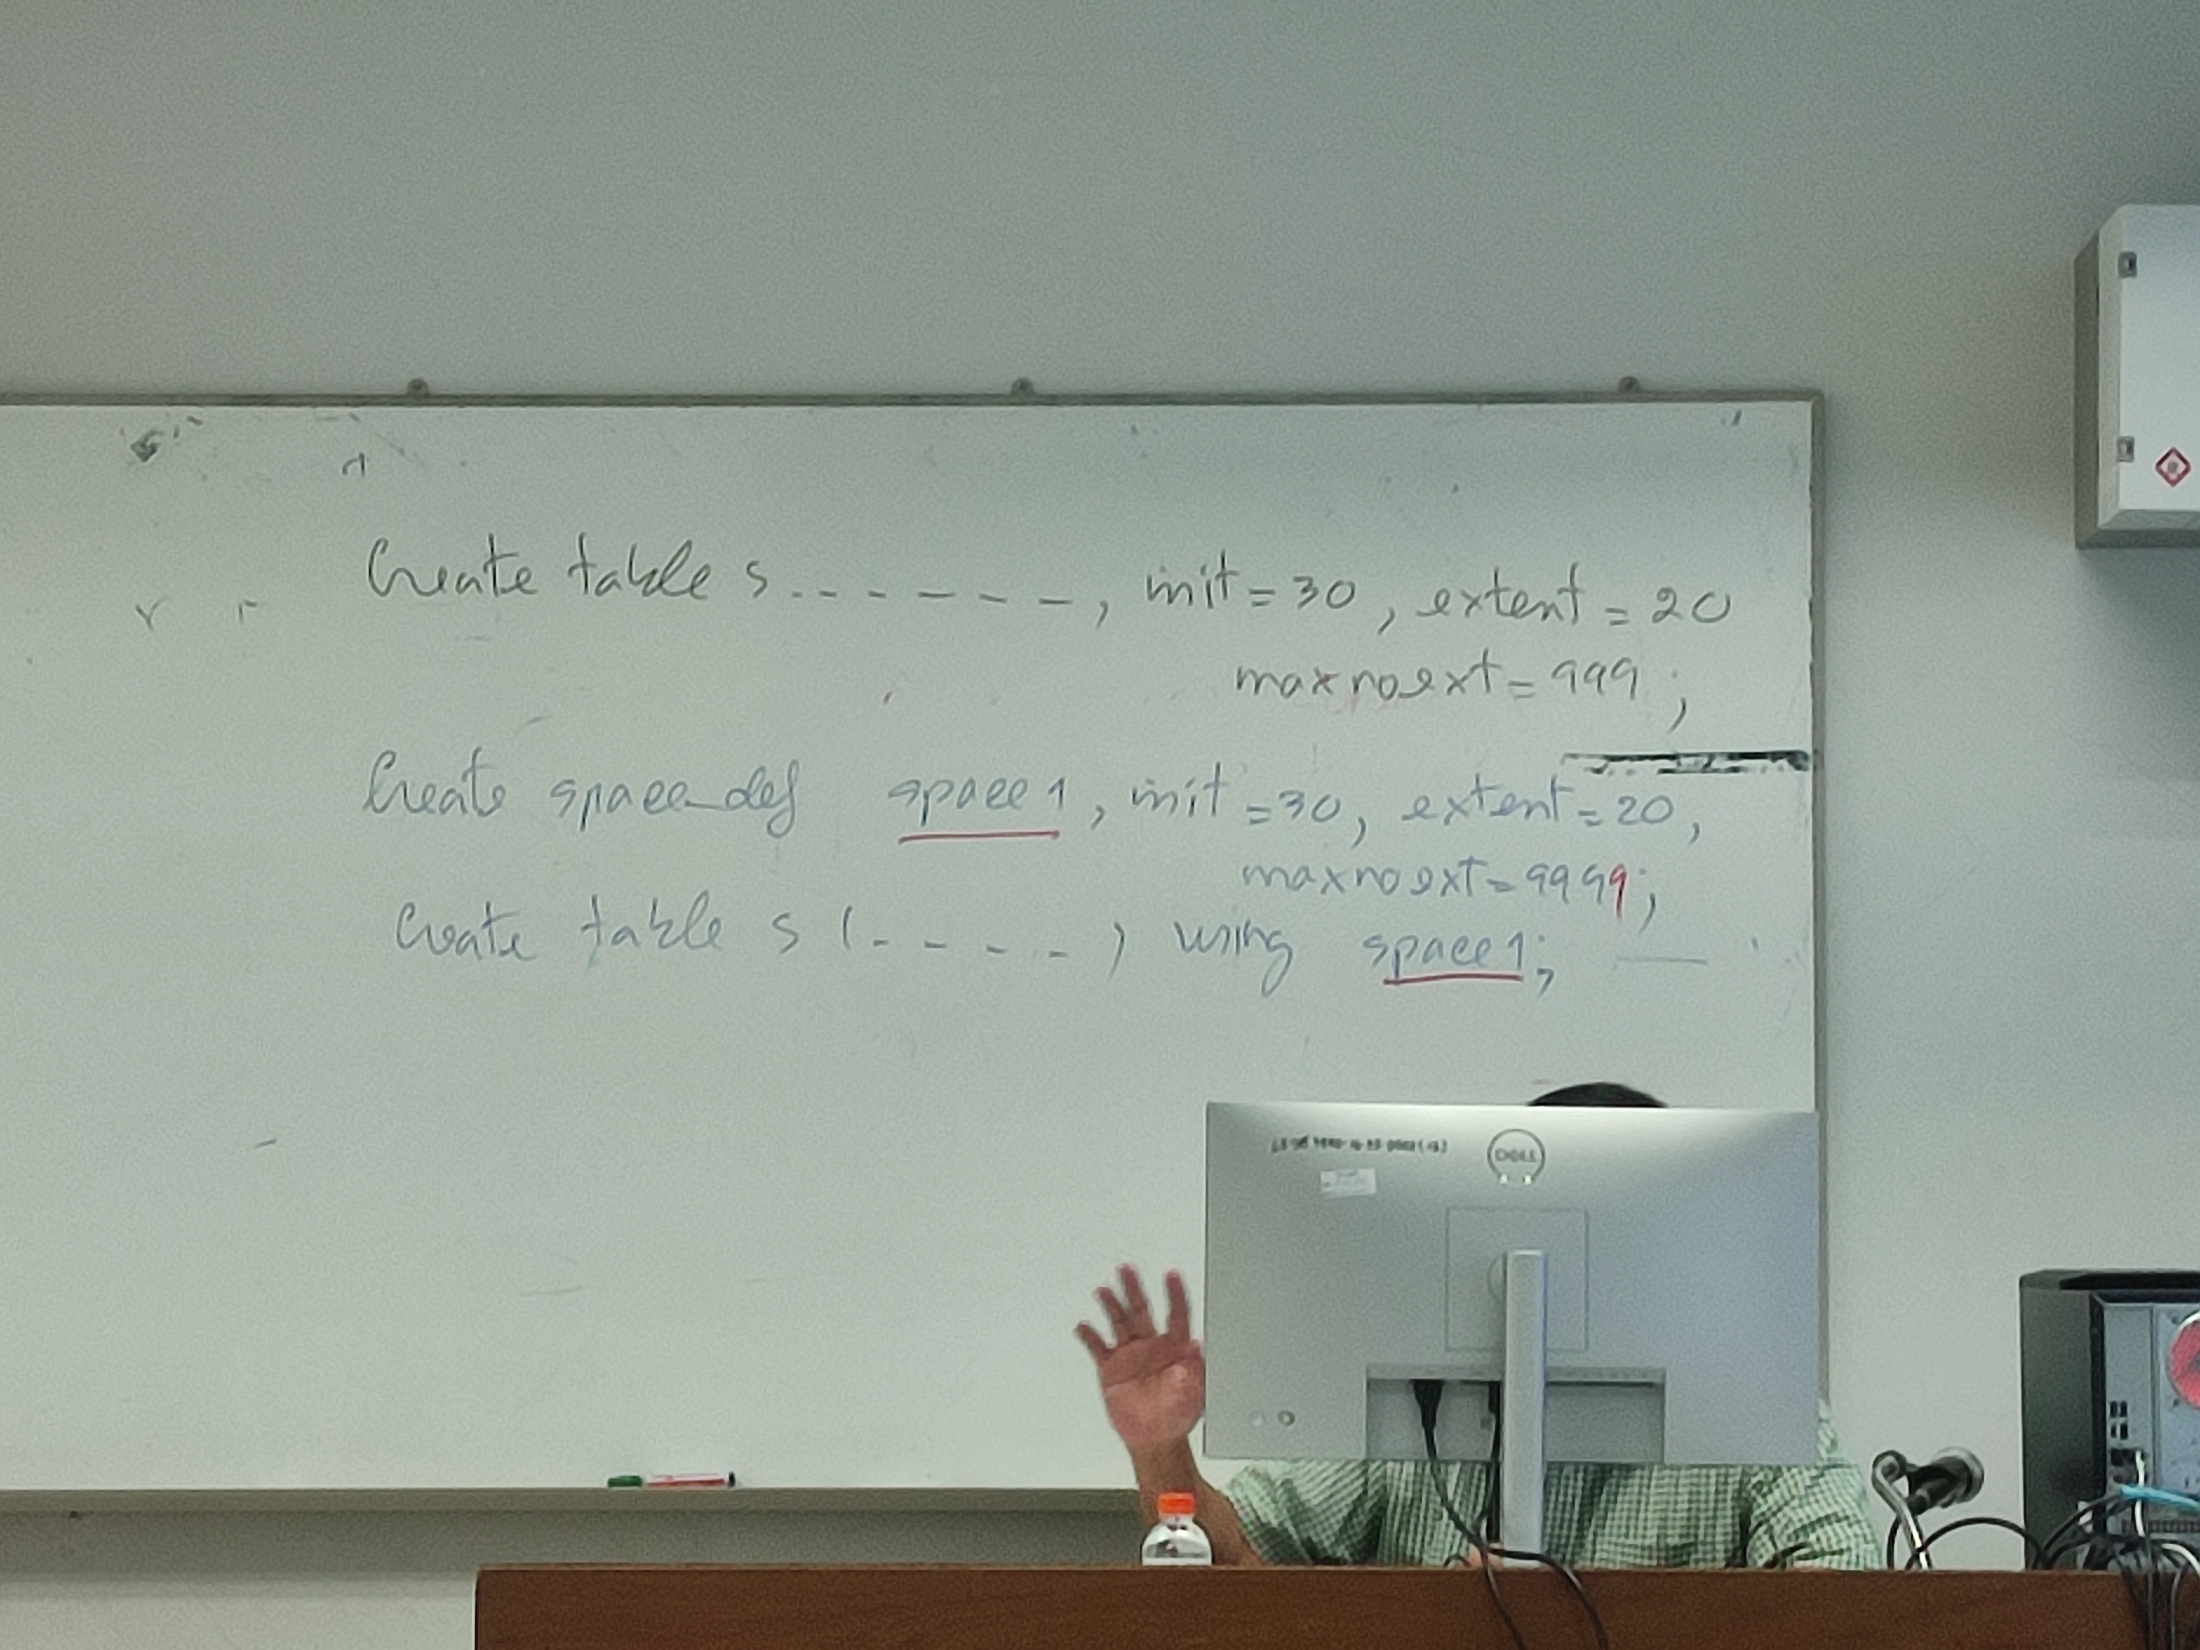 Create table s ..------, init=30, extent=20
maxnoext=999;
Create space_def space1, init=30, extent=20,
maxnoext=9999;
Create table s (-----) using space1;
DELL